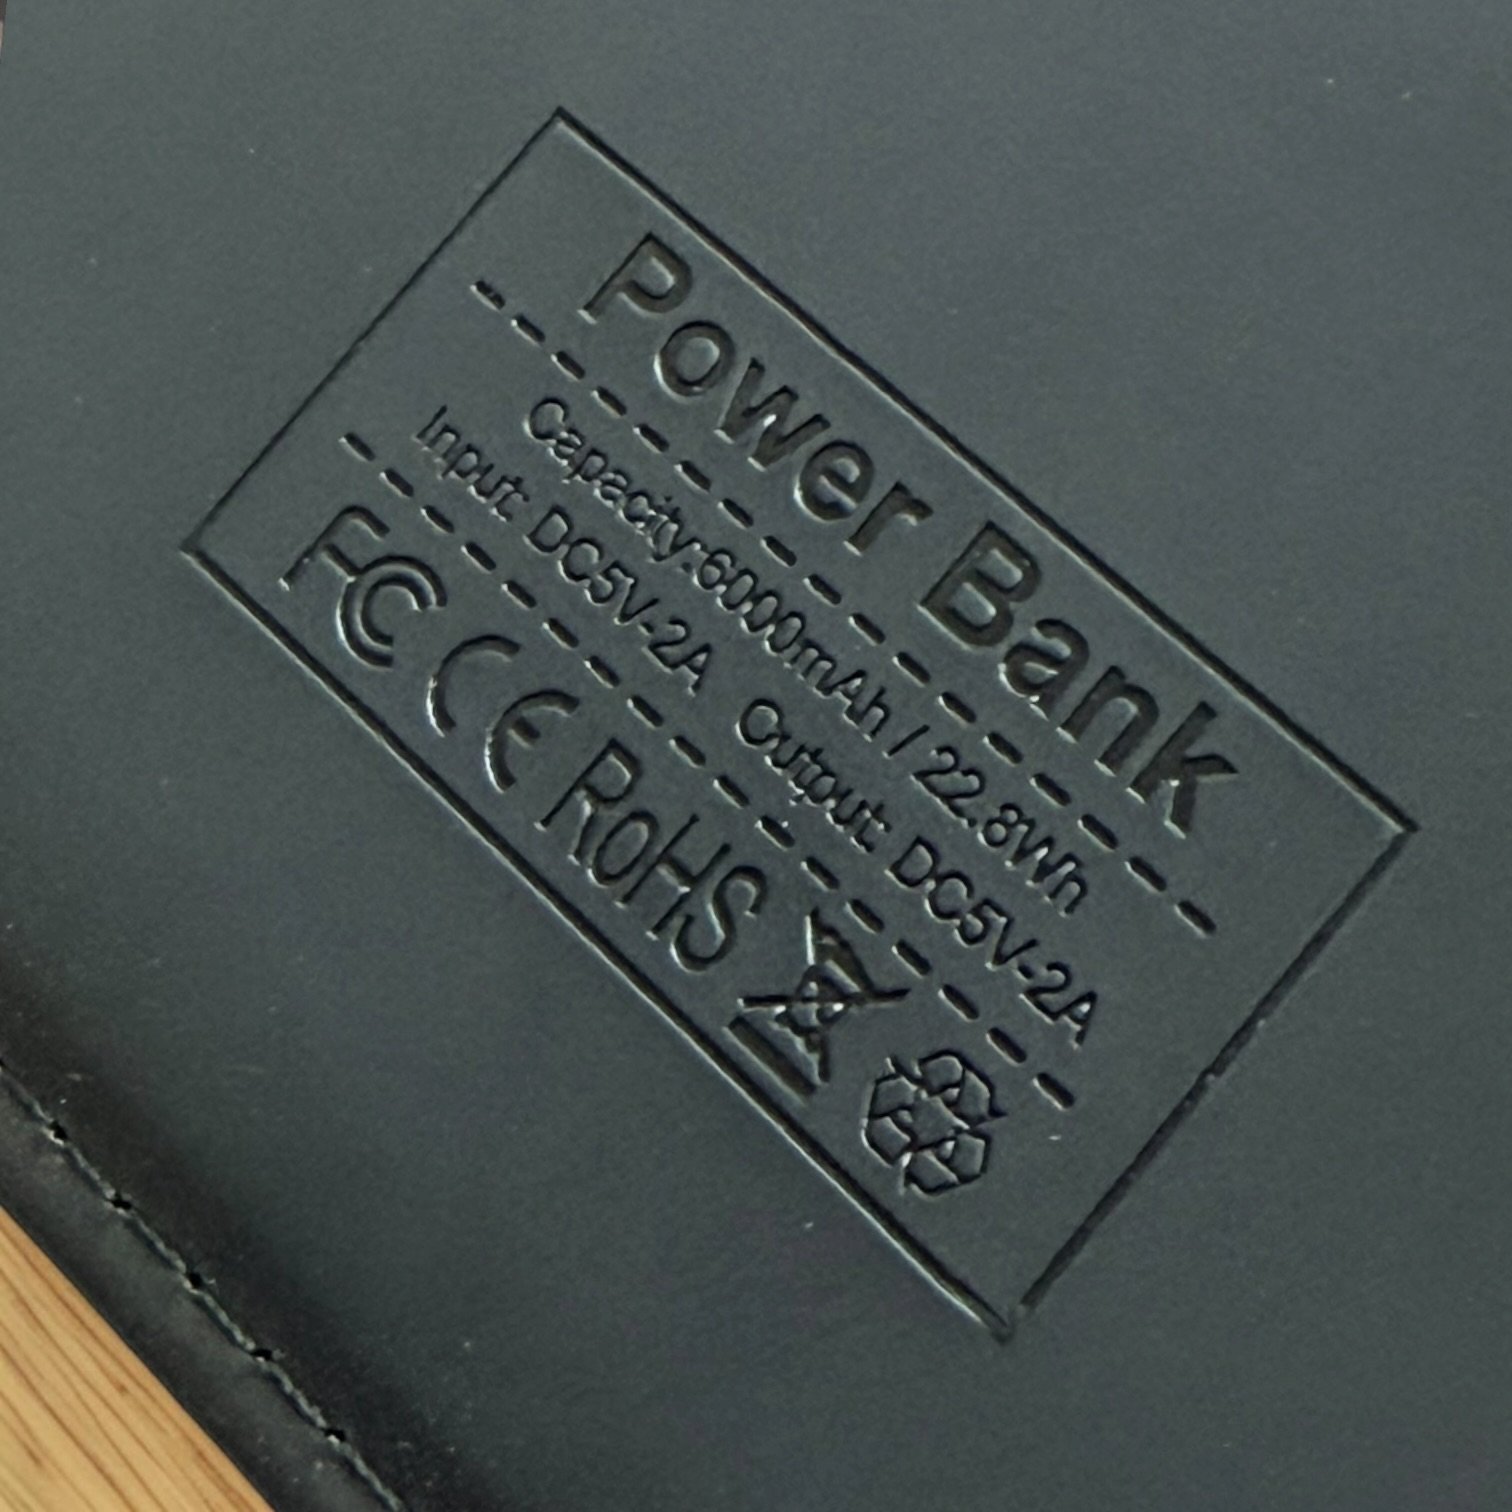 Power Bank
Capacity:6000mAh / 22.8Wh
Input: DC5V-2A Output: DC5V-2A
FC CE RoHS